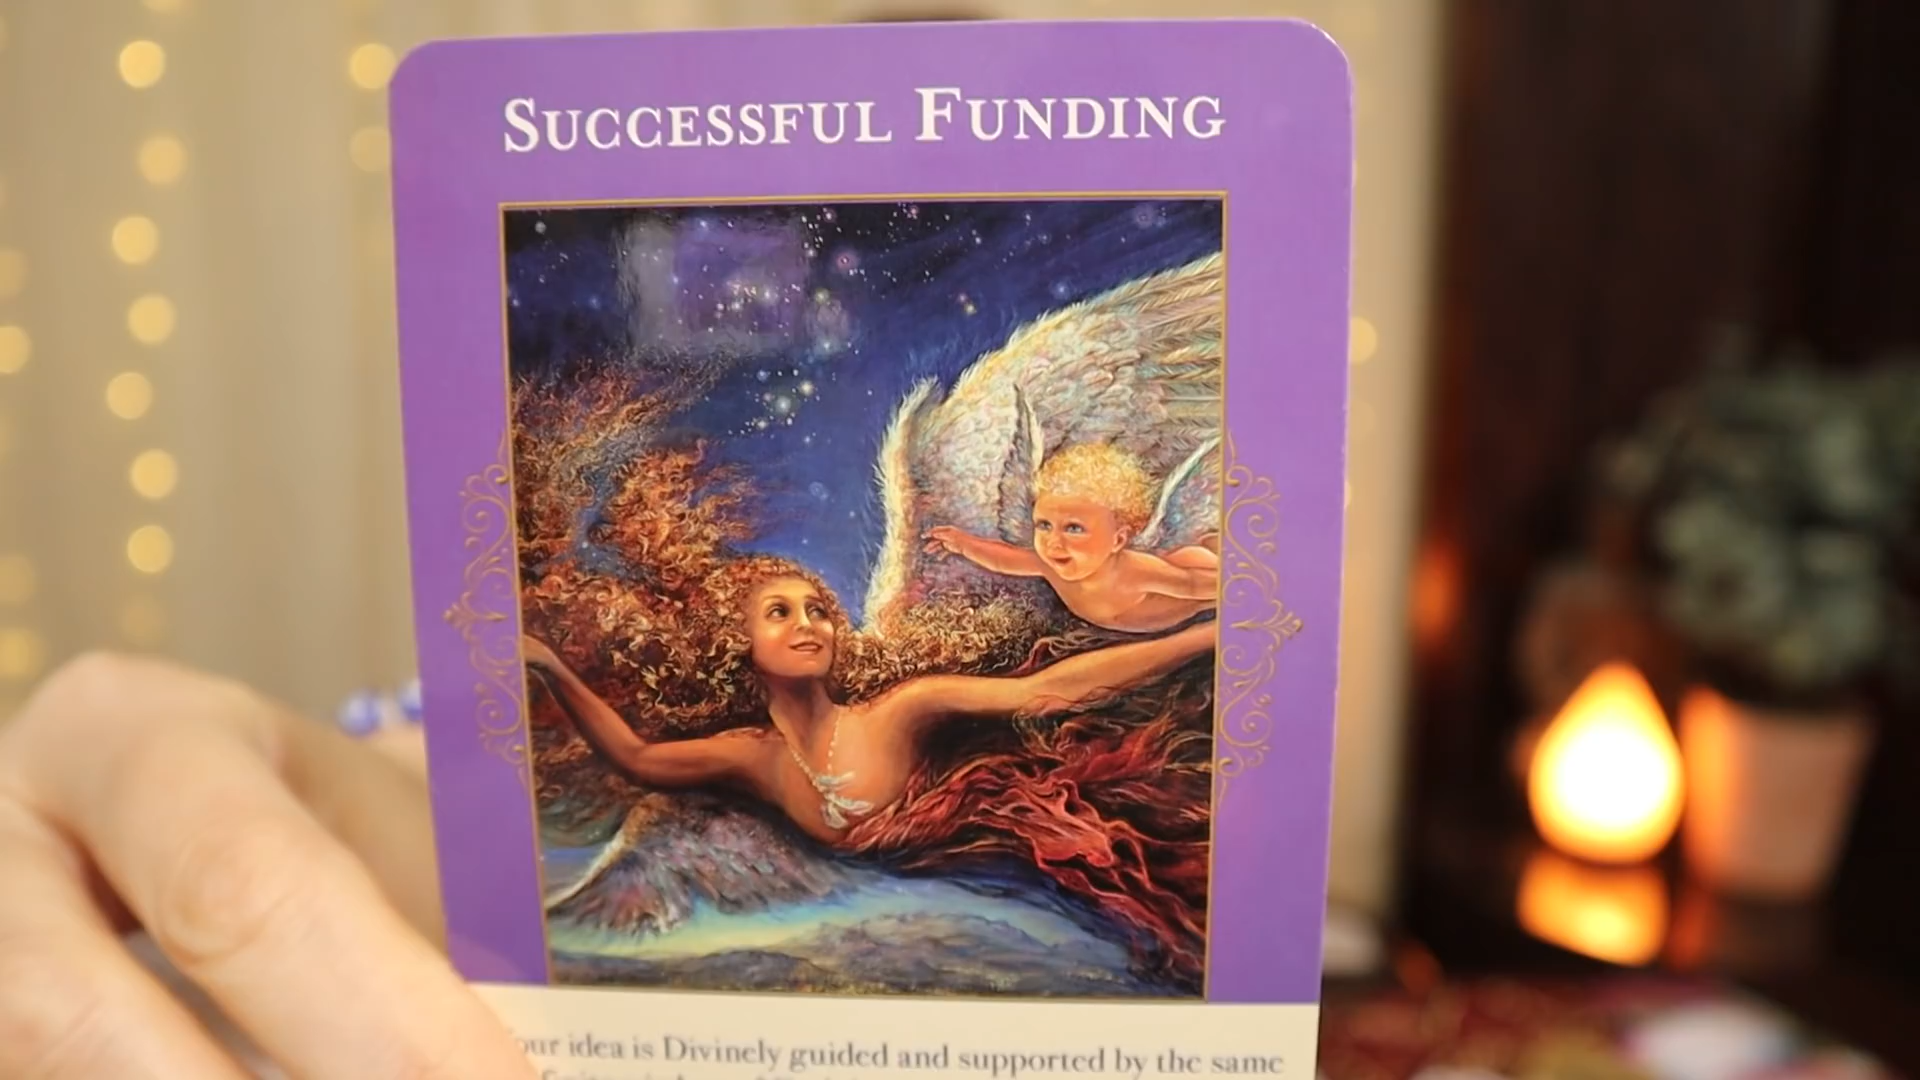 SUCCESSFUL FUNDING
our idea is Divinely guided and supported by the same